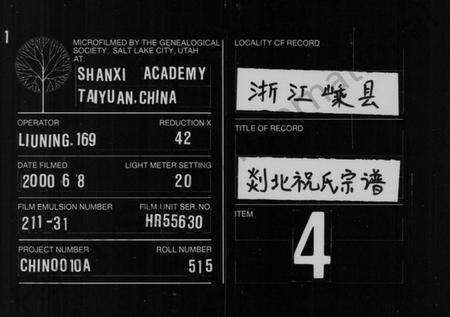 1
MICROFILMED BY THE GENEALOGICAL
SOCIETY, SALT LAKE CITY, UTAH
AT
SHANXI ACADEMY
TAIYUAN. CHINA
OPERATOR REDUCTION X
LIUNING. 169 42
DATE FILMED LIGHT METER SETTING
2000 6 8 20
FILM EMULSION NUMBER FILM UNIT SER. NO.
211-31 HR55630
PROJECT NUMBER ROLL NUMBER
CHIN0010A 515
LOCALITY OF RECORD
浙江嵊县
TITLE OF RECORD
剡北祝氏宗谱
ITEM
4